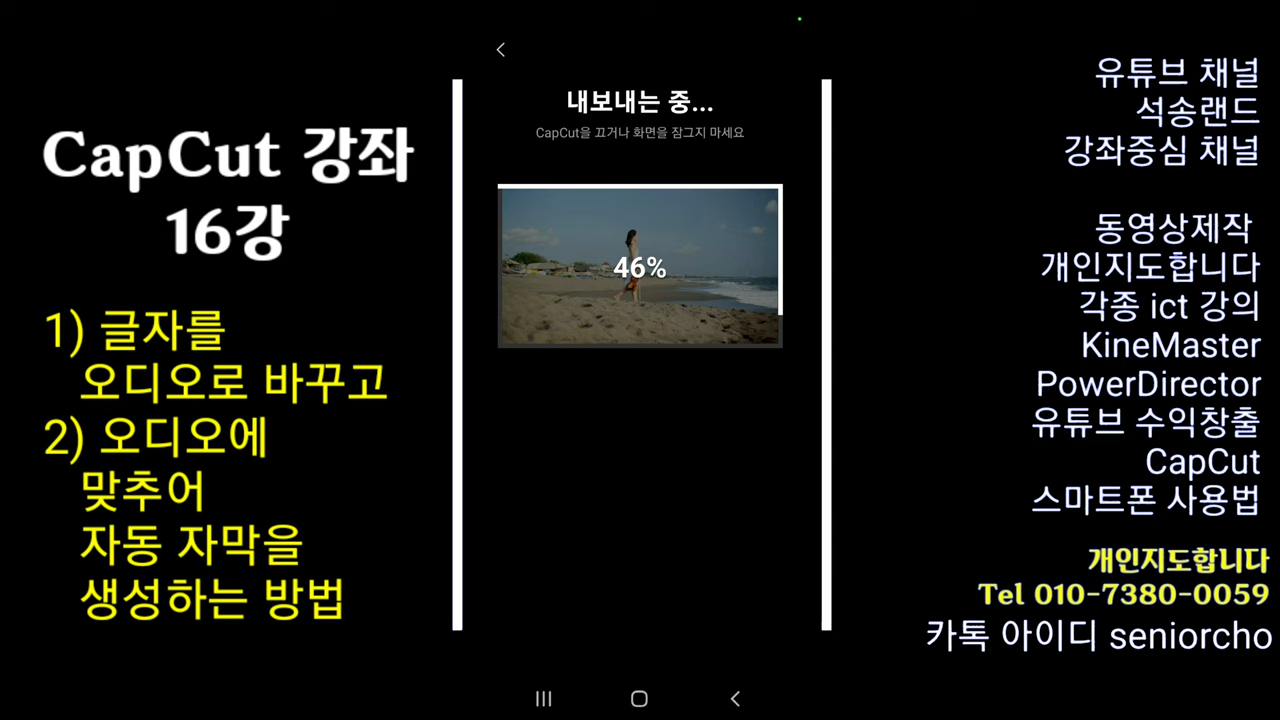 CapCut 강좌
16강
1) 글자를
오디오로 바꾸고
2) 오디오에
맞추어
자동 자막을
생성하는 방법
내보내는 중...
CapCut을 끄거나 화면을 잠그지 마세요
46%
유튜브 채널
석송랜드
강좌중심 채널
동영상제작
개인지도합니다
각종 ict 강의
KineMaster
PowerDirector
유튜브 수익창출
CapCut
스마트폰 사용법
개인지도합니다
Tel 010-7380-0059
카톡 아이디 seniorcho